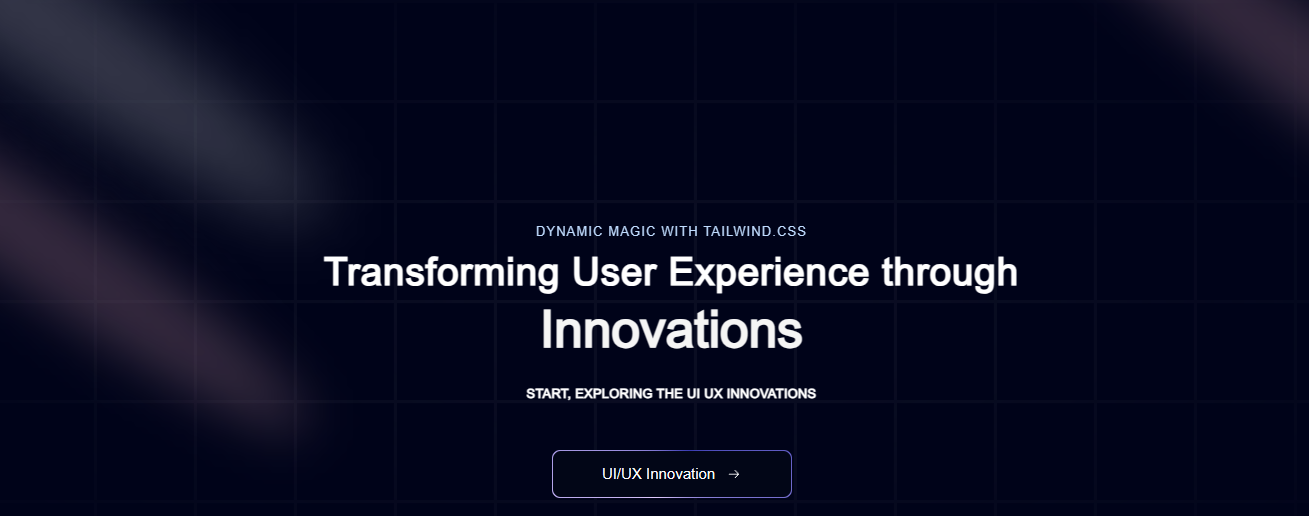 DYNAMIC MAGIC WITH TAILWIND.CSS
Transforming User Experience through
Innovations
START, EXPLORING THE UI UX INNOVATIONS
UI/UX Innovation →